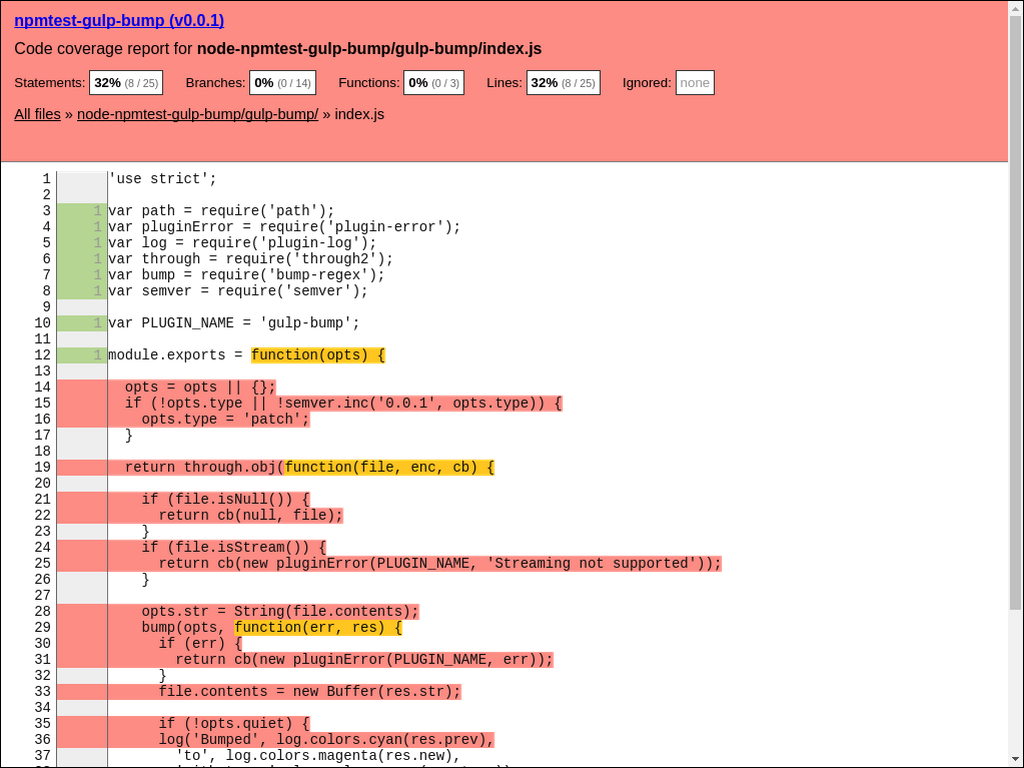 npmtest-gulp-bump (v0.0.1)
Code coverage report for node-npmtest-gulp-bump/gulp-bump/index.js
Statements: 32% (8 / 25) Branches: 0% (0 / 14) Functions: 0% (0 / 3) Lines: 32% (8 / 25) Ignored: none
All files » node-npmtest-gulp-bump/gulp-bump/ » index.js
1 'use strict';
2
3 1 var path = require('path');
4 1 var pluginError = require('plugin-error');
5 1 var log = require('plugin-log');
6 1 var through = require('through2');
7 1 var bump = require('bump-regex');
8 1 var semver = require('semver');
9
10 1 var PLUGIN_NAME = 'gulp-bump';
11
12 1 module.exports = function(opts) {
13
14 opts = opts || {};
15 if (!opts.type || !semver.inc('0.0.1', opts.type)) {
16 opts.type = 'patch';
17 }
18
19 return through.obj(function(file, enc, cb) {
20
21 if (file.isNull()) {
22 return cb(null, file);
23 }
24 if (file.isStream()) {
25 return cb(new pluginError(PLUGIN_NAME, 'Streaming not supported'));
26 }
27
28 opts.str = String(file.contents);
29 bump(opts, function(err, res) {
30 if (err) {
31 return cb(new pluginError(PLUGIN_NAME, err));
32 }
33 file.contents = new Buffer(res.str);
34
35 if (!opts.quiet) {
36 log('Bumped', log.colors.cyan(res.prev),
37 'to', log.colors.magenta(res.new),